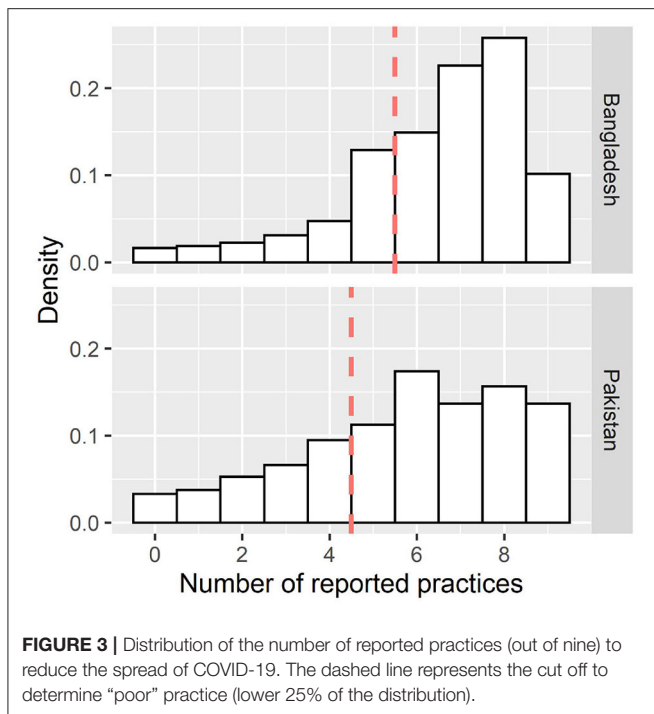 0.2
0.1
0.0
Bangladesh
Density
0.2
0.1
0.0
Pakistan
0 2 4 6 8
Number of reported practices
FIGURE 3 | Distribution of the number of reported practices (out of nine) to
reduce the spread of COVID-19. The dashed line represents the cut off to
determine “poor” practice (lower 25% of the distribution).